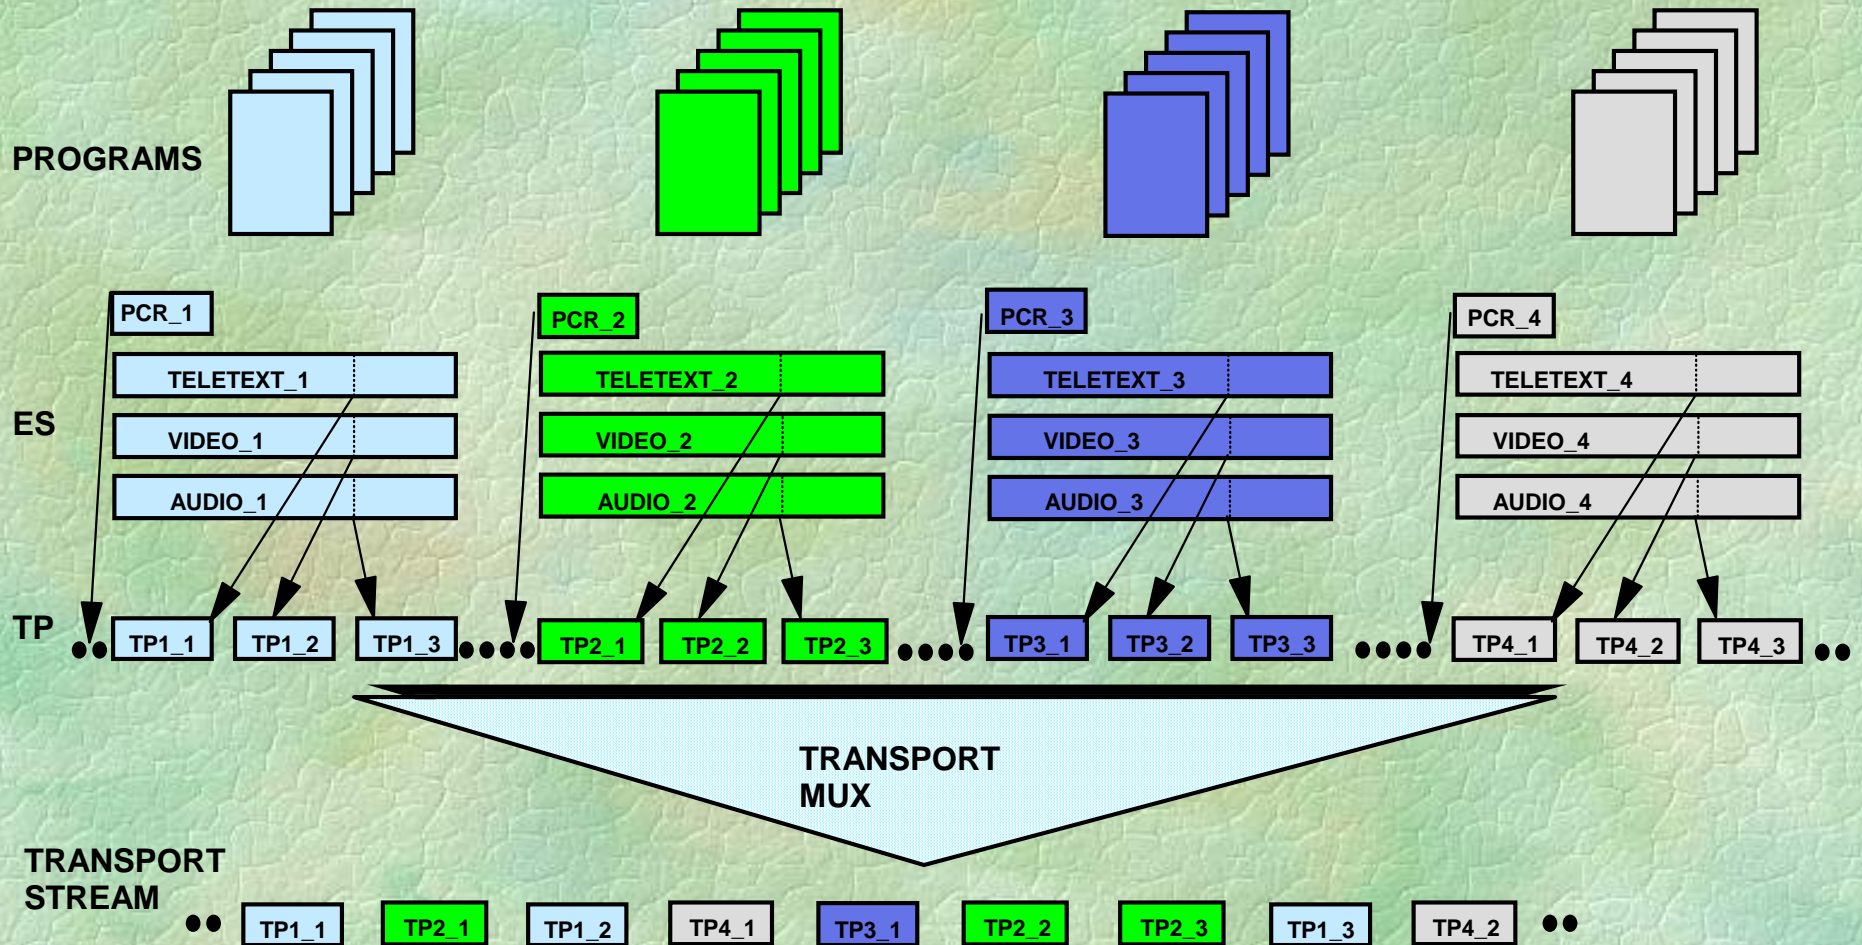 PROGRAMS
PCR_1 PCR_2 PCR_3 PCR_4
TELETEXT_1 TELETEXT_2 TELETEXT_3 TELETEXT_4
ES
VIDEO_1 VIDEO_2 VIDEO_3 VIDEO_4
AUDIO_1 AUDIO_2 AUDIO_3 AUDIO_4
TP
TP1_1 TP1_2 TP1_3 TP2_1 TP2_2 TP2_3 TP3_1 TP3_2 TP3_3 TP4_1 TP4_2 TP4_3
TRANSPORT
MUX
TRANSPORT
STREAM
TP1_1 TP2_1 TP1_2 TP4_1 TP3_1 TP2_2 TP2_3 TP1_3 TP4_2